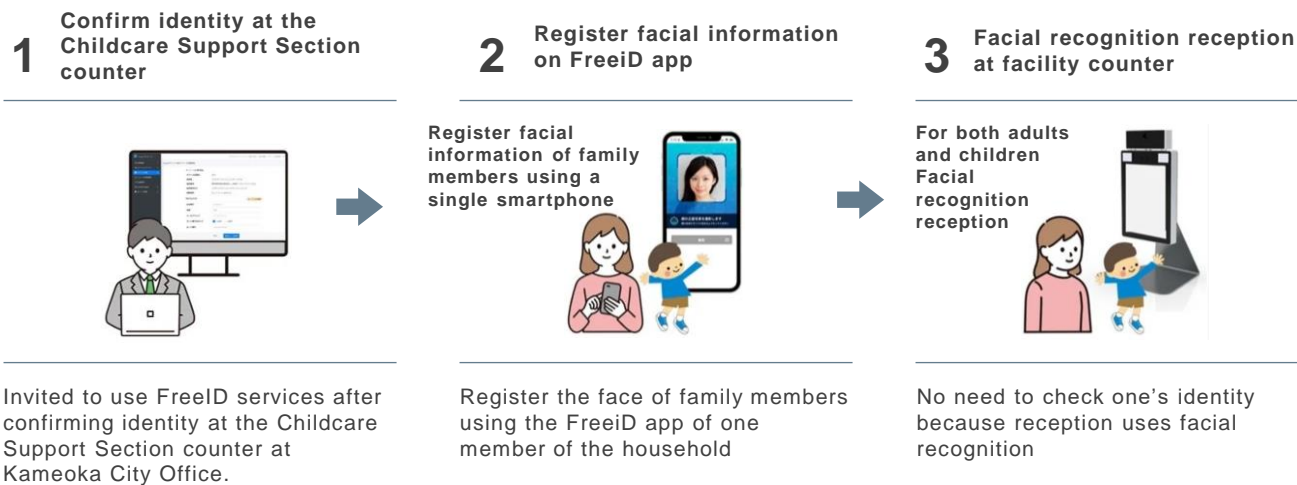 1
Confirm identity at the
Childcare Support Section
counter
2
Register facial information
on FreeiD app
3
Facial recognition reception
at facility counter
Register facial
information of family
members using a
single smartphone
For both adults
and children
Facial
recognition
reception
Invited to use FreeID services after
confirming identity at the Childcare
Support Section counter at
Kameoka City Office.
Register the face of family members
using the FreeiD app of one
member of the household
No need to check one's identity
because reception uses facial
recognition